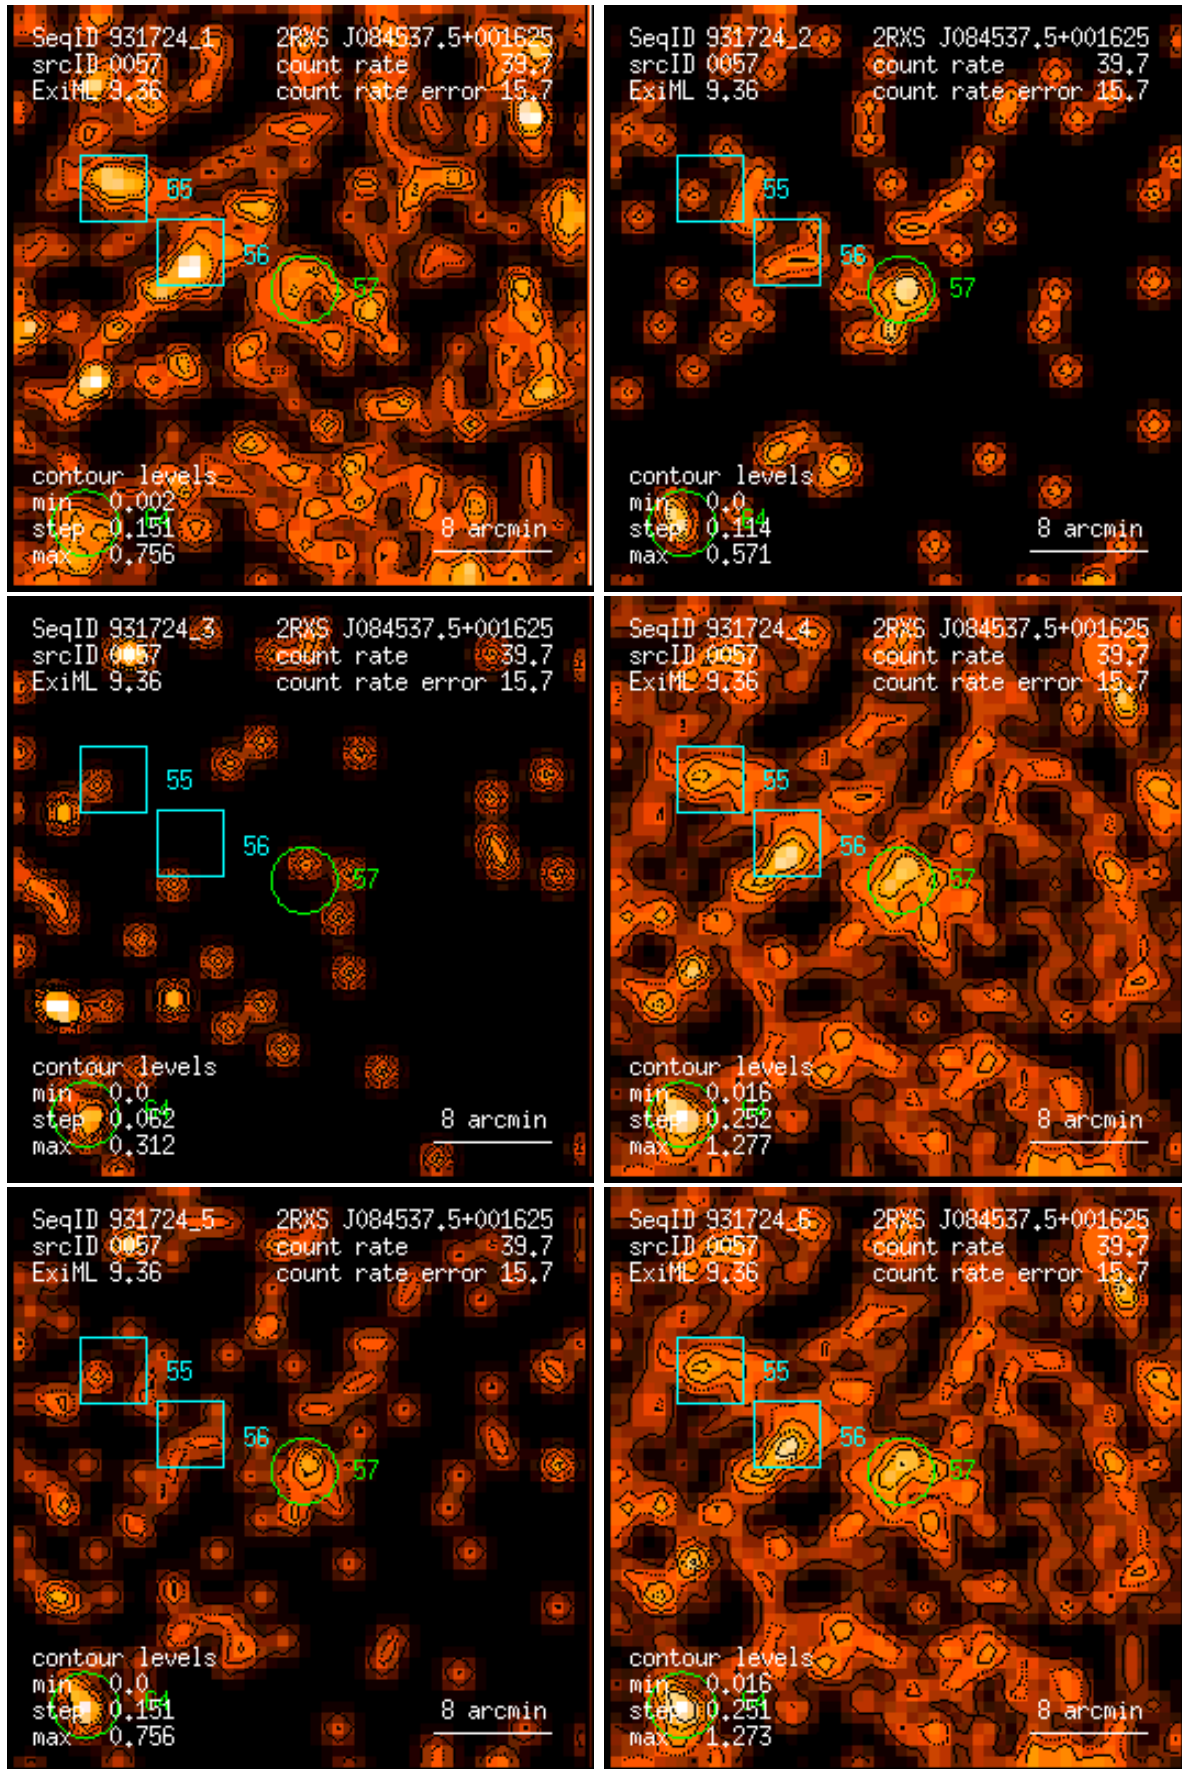 SeqID 931724_1 2RXS J084537.5+001625
srcID 0057 count rate 39.7
ExiML 9.36 count rate error 15.7
55
56
57
contour levels
min 0.002
64
step 0.151 8 arcmin
max 0.756
SeqID 931724_2 2RXS J084537.5+001625
srcID 0057 count rate 39.7
ExiML 9.36 count rate error 15.7
55
56
57
contour levels
min 0.0
64
step 0.114 8 arcmin
max 0.571
SeqID 931724_3 2RXS J084537.5+001625
srcID 0057 count rate 39.7
ExiML 9.36 count rate error 15.7
55
56
57
contour levels
min 0.0
64
step 0.062 8 arcmin
max 0.312
SeqID 931724_4 2RXS J084537.5+001625
srcID 0057 count rate 39.7
ExiML 9.36 count rate error 15.7
55
56
57
contour levels
min 0.016
64
step 0.252 8 arcmin
max 1.277
SeqID 931724_5 2RXS J084537.5+001625
srcID 0057 count rate 39.7
ExiML 9.36 count rate error 15.7
55
56
57
contour levels
min 0.0
64
step 0.151 8 arcmin
max 0.756
SeqID 931724_6 2RXS J084537.5+001625
srcID 0057 count rate 39.7
ExiML 9.36 count rate error 15.7
55
56
57
contour levels
min 0.016
64
step 0.251 8 arcmin
max 1.273